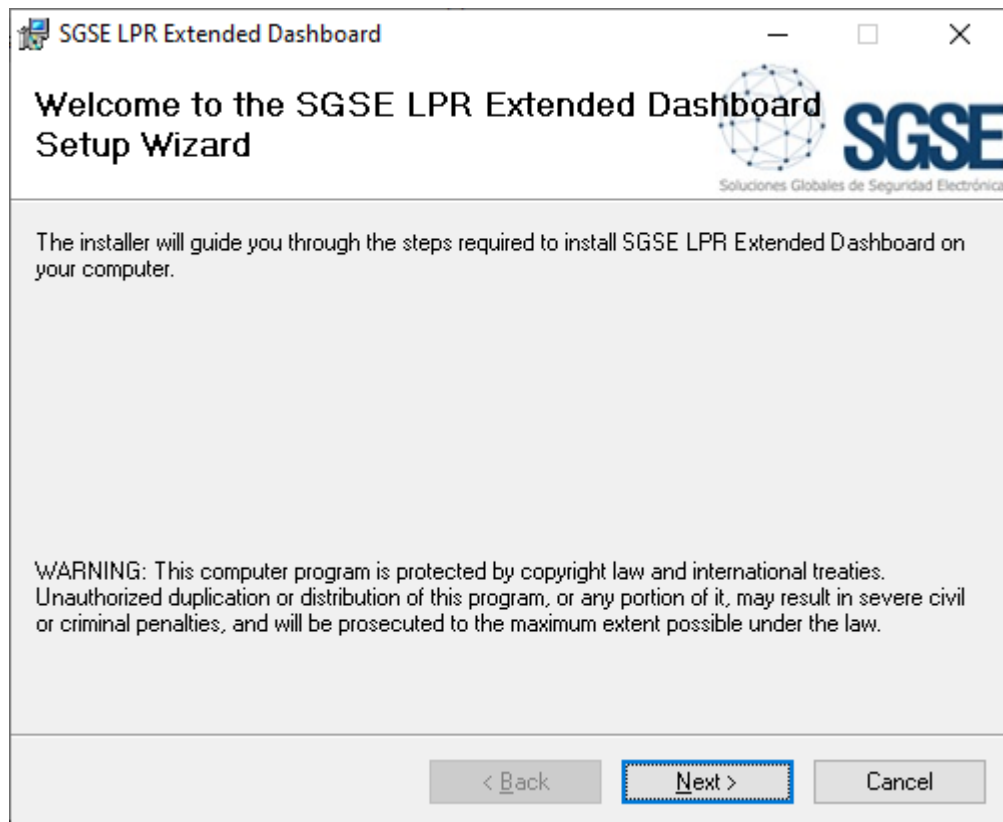 SGSE LPR Extended Dashboard
Welcome to the SGSE LPR Extended Dashboard
Setup Wizard
SGSE
Soluciones Globales de Seguridad Electrónica
The installer will guide you through the steps required to install SGSE LPR Extended Dashboard on
your computer.
WARNING: This computer program is protected by copyright law and international treaties.
Unauthorized duplication or distribution of this program, or any portion of it, may result in severe civil
or criminal penalties, and will be prosecuted to the maximum extent possible under the law.
< Back
Next >
Cancel